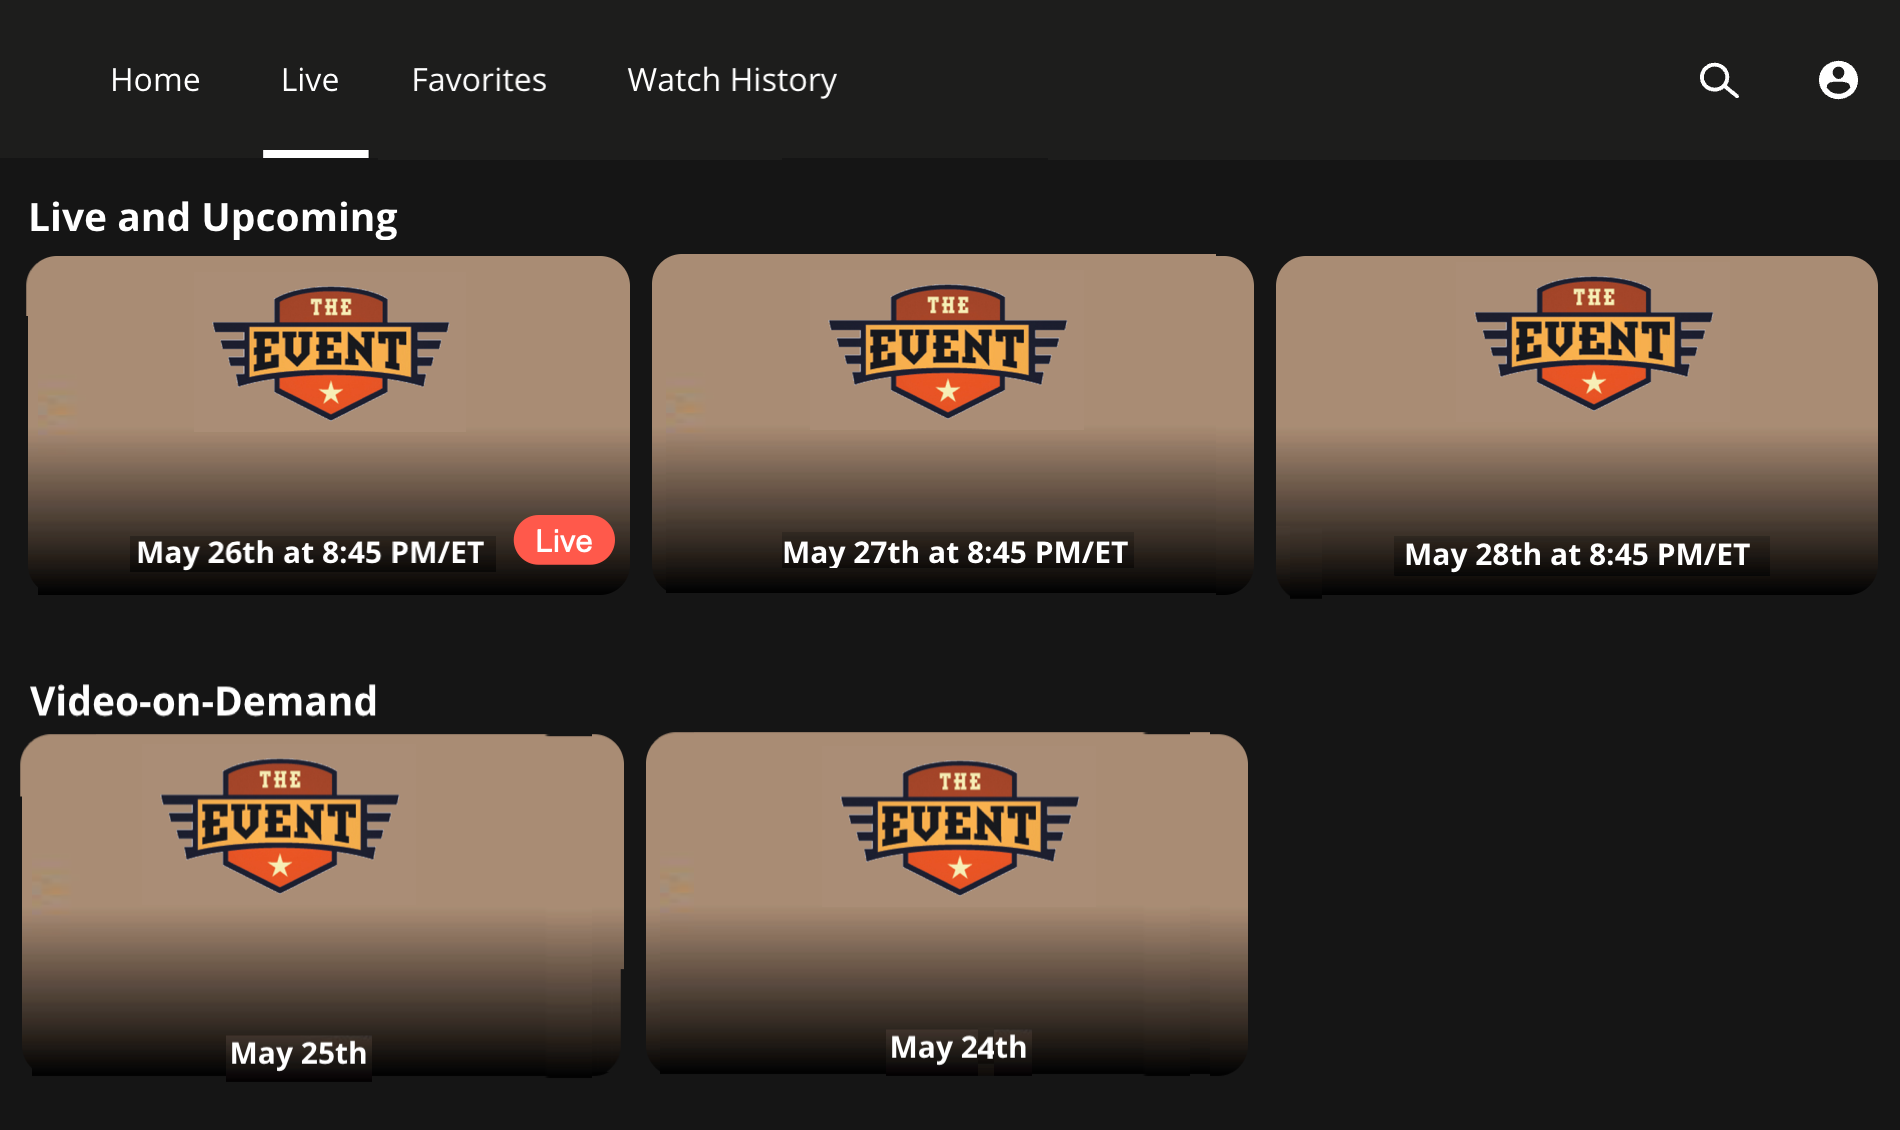 Home Live Favorites Watch History
Live and Upcoming
THE
EVENT
May 26th at 8:45 PM/ET
Live
THE
EVENT
May 27th at 8:45 PM/ET
THE
EVENT
May 28th at 8:45 PM/ET
Video-on-Demand
THE
EVENT
May 25th
THE
EVENT
May 24th